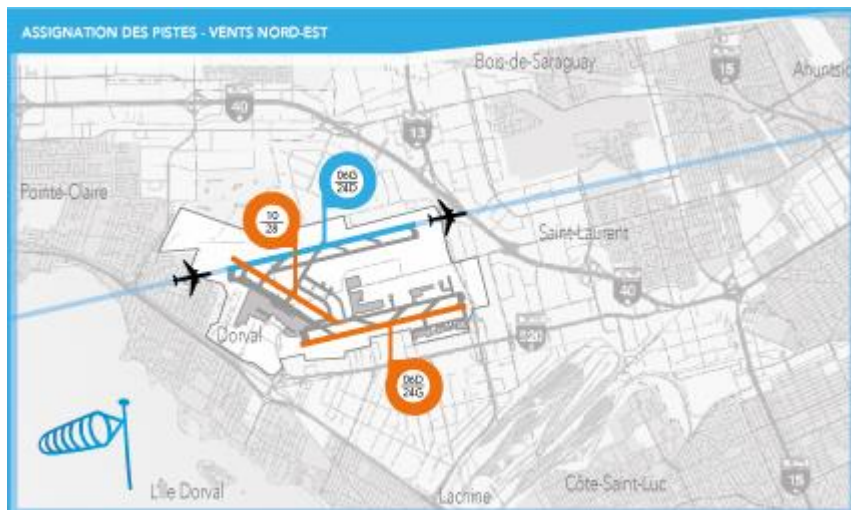 ASSIGNATION DES PISTES - VENTS NORD-EST
Bois-de-Saraguay
15
Ahuntsic
40
13
Pointe-Claire
06G
24D
10
28
Saint-Laurent
40
Dorval
520
06D
24G
L'Île Dorval
Lachine
Côte-Saint-Luc
15